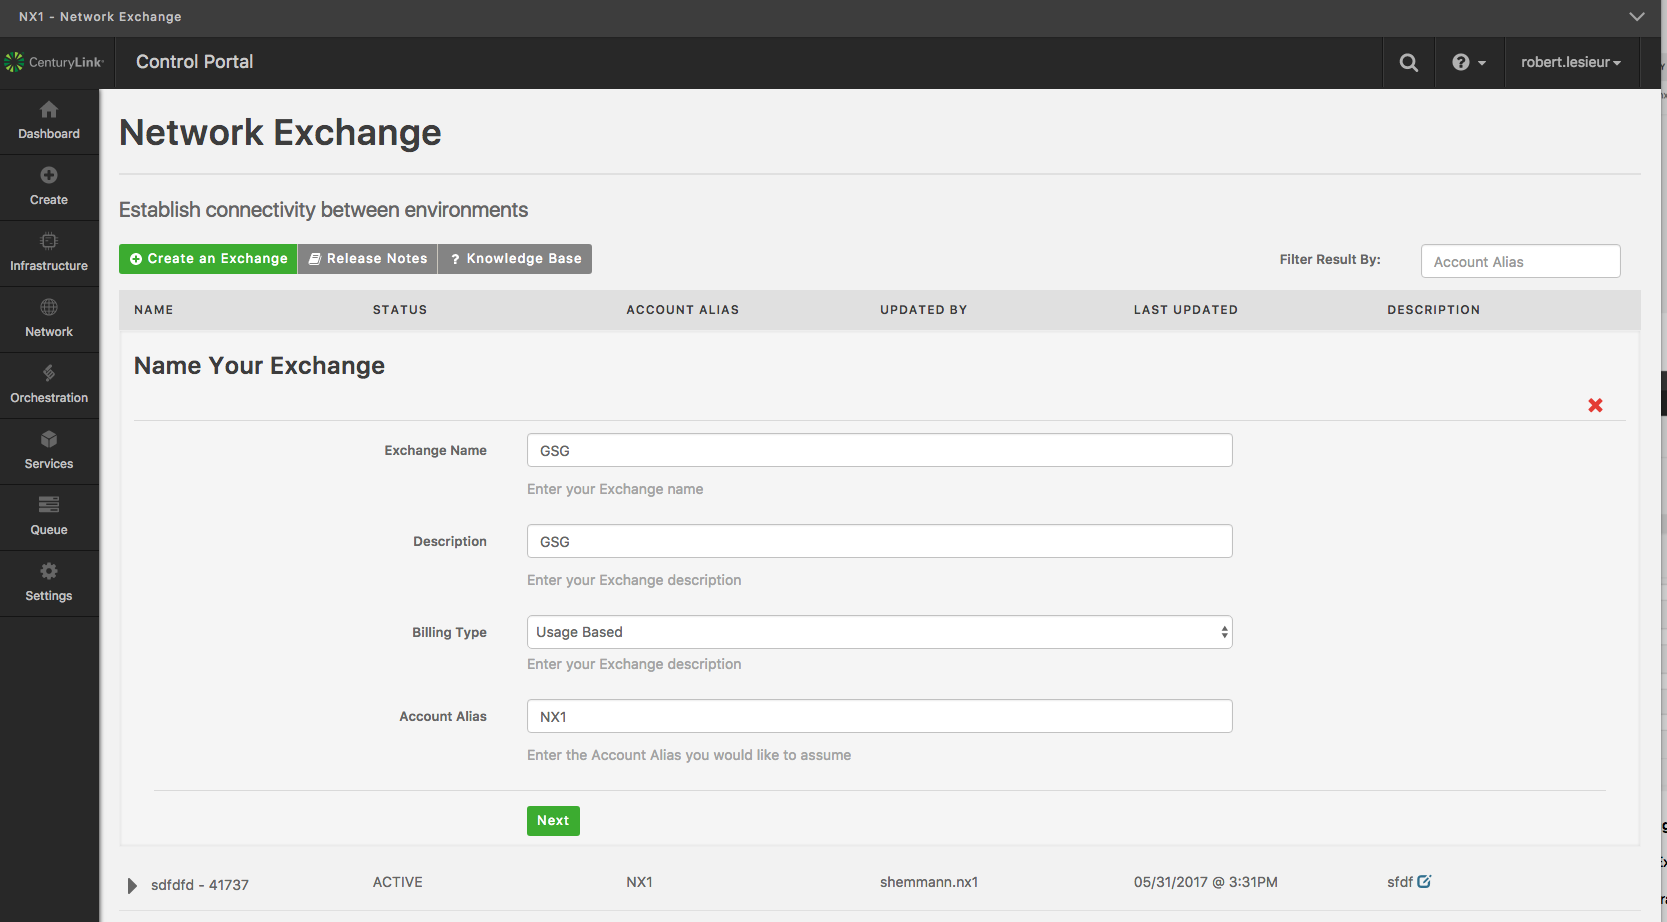 NX1 - Network Exchange
CenturyLink
Control Portal
robert.lesieur
Dashboard
Create
Infrastructure
Network
Orchestration
Services
Queue
Settings
Network Exchange
Establish connectivity between environments
Create an Exchange
Release Notes
? Knowledge Base
Filter Result By:
Account Alias
NAME STATUS ACCOUNT ALIAS UPDATED BY LAST UPDATED DESCRIPTION
Name Your Exchange
Exchange Name
GSG
Enter your Exchange name
Description
GSG
Enter your Exchange description
Billing Type
Usage Based
Enter your Exchange description
Account Alias
NX1
Enter the Account Alias you would like to assume
Next
sdfdfd - 41737 ACTIVE NX1 shemmann.nx1 05/31/2017 @ 3:31PM sfdf